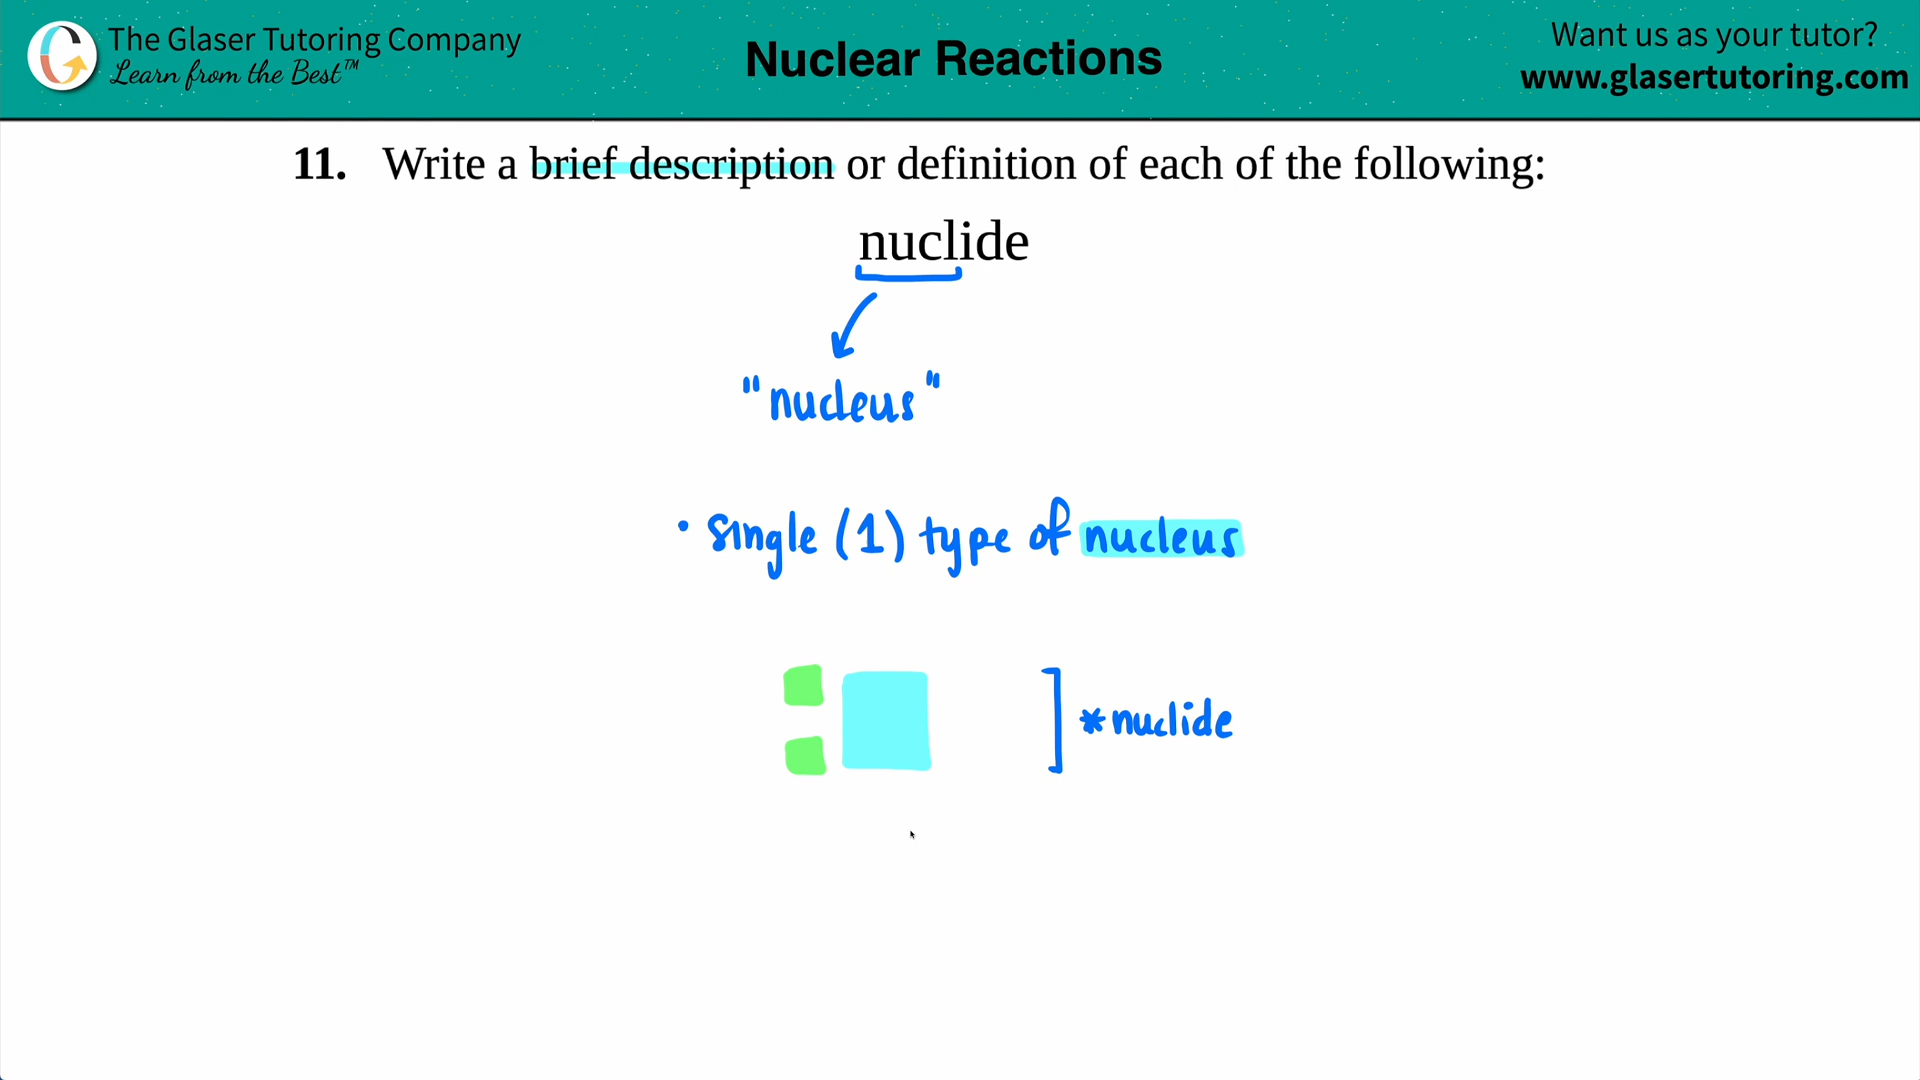 The Glaser Tutoring Company
Learn from the Best™
Nuclear Reactions
Want us as your tutor?
www.glasertutoring.com
11. Write a brief description or definition of each of the following:
nuclide
"nucleus"
• single (1) type of nucleus
*nuclide